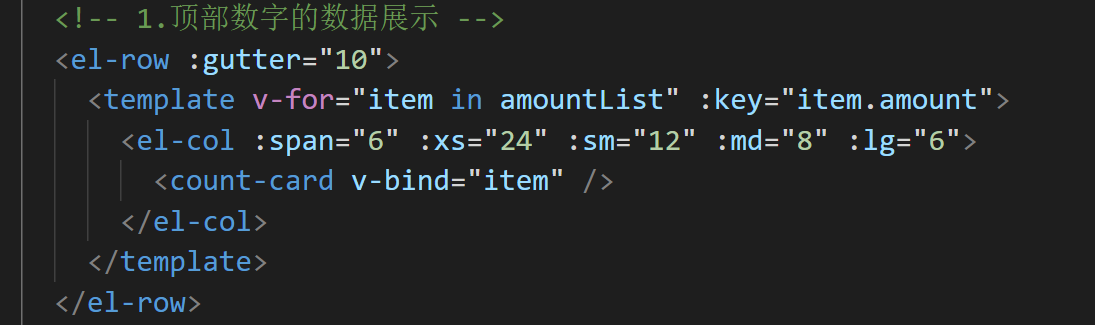 <!-- 1.顶部数字的数据展示 -->
<el-row :gutter="10">
<template v-for="item in amountList" :key="item.amount">
<el-col :span="6" :xs="24" :sm="12" :md="8" :lg="6">
<count-card v-bind="item" />
</el-col>
</template>
</el-row>